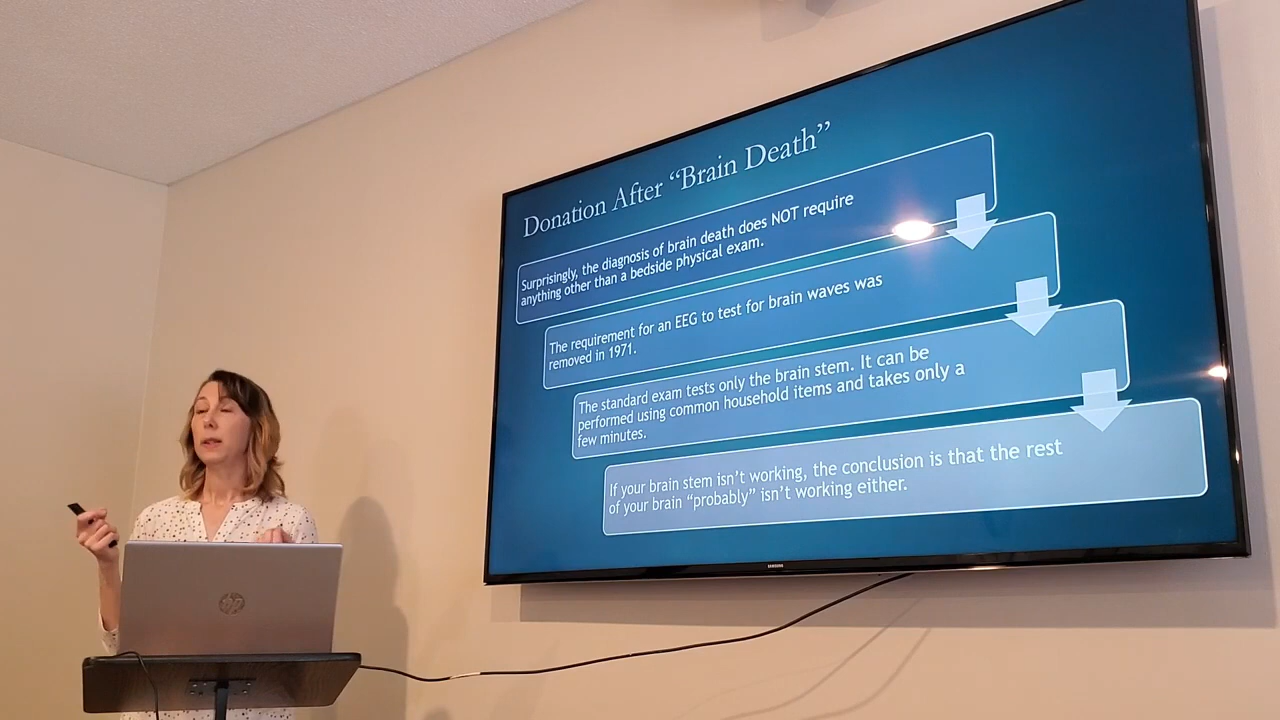 Donation After “Brain Death”
Surprisingly, the diagnosis of brain death does NOT require
anything other than a bedside physical exam.
The requirement for an EEG to test for brain waves was
removed in 1971.
The standard exam tests only the brain stem. It can be
performed using common household items and takes only a
few minutes.
If your brain stem isn’t working, the conclusion is that the rest
of your brain “probably” isn’t working either.
SAMSUNG
hp